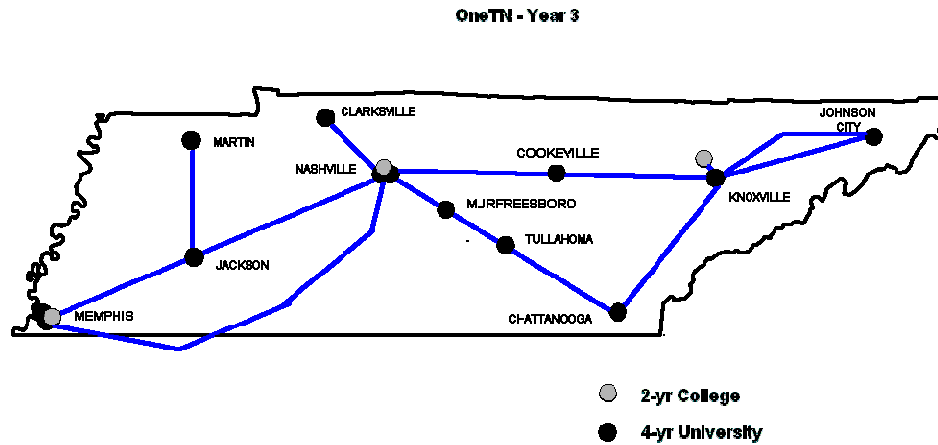 OneTN - Year 3
JOHNSON
CITY
CLARKSVILLE
MARTIN
COOKEVILLE
NASHVILLE
KNOXVILLE
MJRFREESBORO
TULLAHOMA
JACKSON
MEMPHIS
CHATTANOOGA
2-yr College
4-yr University